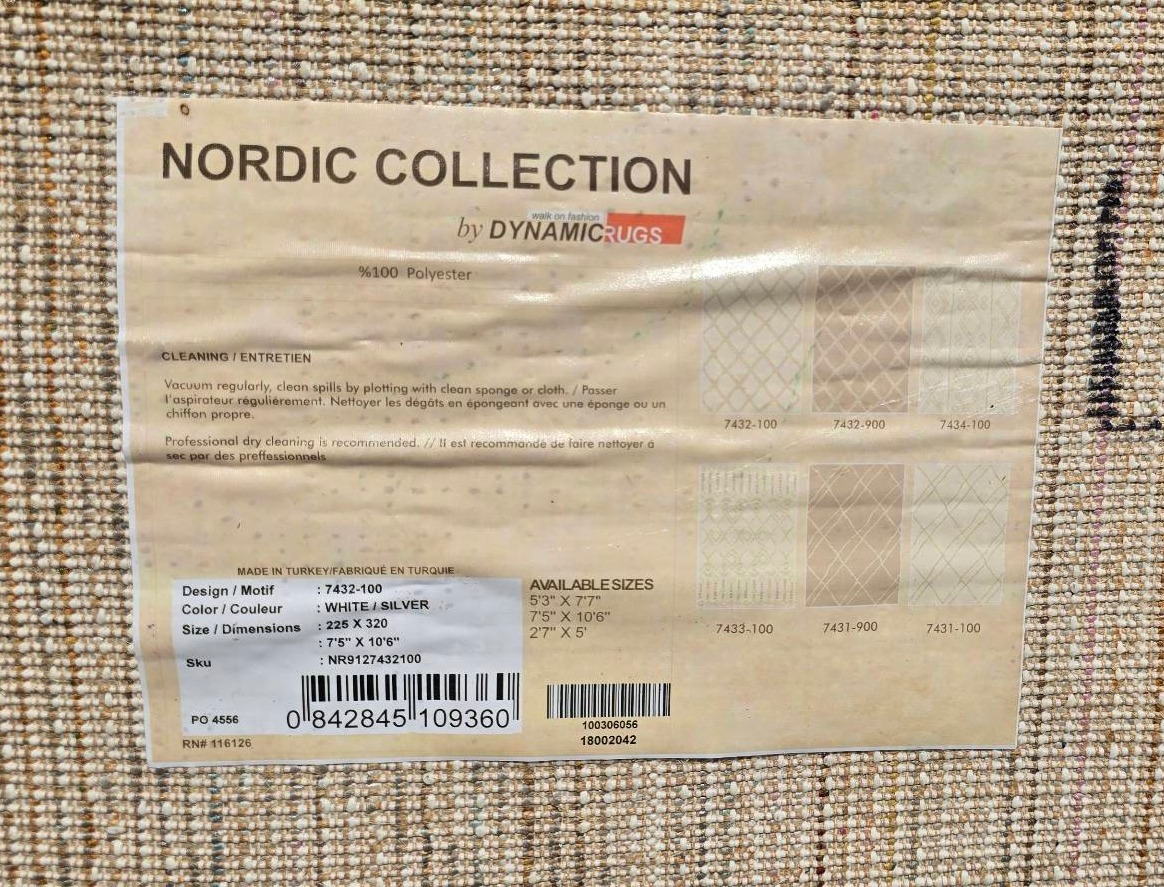 NORDIC COLLECTION
walk on fashion
by DYNAMICRUGS
%100 Polyester
CLEANING / ENTRETIEN
Vacuum regularly, clean spills by plotting with clean sponge or cloth. / Passer
l'aspirateur régulièrement. Nettoyer les dégâts en épongeant avec une éponge ou un
chiffon propre.
Professional dry cleaning is recommended. // Il est recommandé de faire nettoyer à
sec par des preffessionnels
7432-100 7432-900 7434-100
7433-100 7431-900 7431-100
MADE IN TURKEY/FABRIQUÉ EN TURQUIE
Design / Motif : 7432-100
Color / Couleur : WHITE / SILVER
Size / Dimensions : 225 X 320
: 7'5" X 10'6"
Sku : NR9127432100
PO 4556
0 842845 109360
RN# 116126
AVAILABLE SIZES
5'3" X 7'7"
7'5" X 10'6"
2'7" X 5'
100306056
18002042